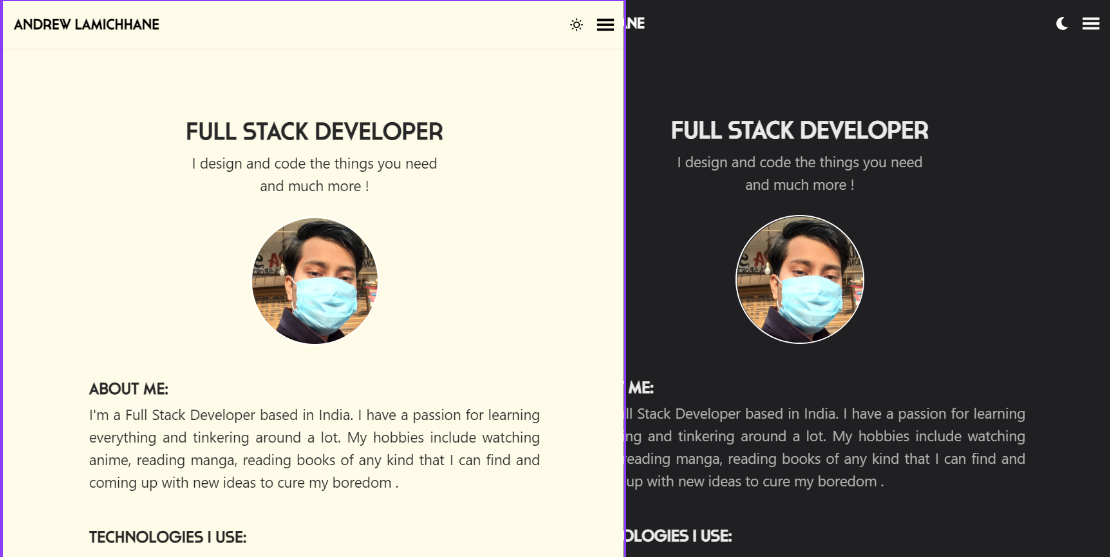 ANDREW LAMICHHANE
FULL STACK DEVELOPER
I design and code the things you need
and much more !
ABOUT ME:
I'm a Full Stack Developer based in India. I have a passion for learning
everything and tinkering around a lot. My hobbies include watching
anime, reading manga, reading books of any kind that I can find and
coming up with new ideas to cure my boredom .
TECHNOLOGIES I USE:
NE
FULL STACK DEVELOPER
I design and code the things you need
and much more !
ME:
ll Stack Developer based in India. I have a passion for learning
ng and tinkering around a lot. My hobbies include watching
eading manga, reading books of any kind that I can find and
up with new ideas to cure my boredom .
OLOGIES I USE: